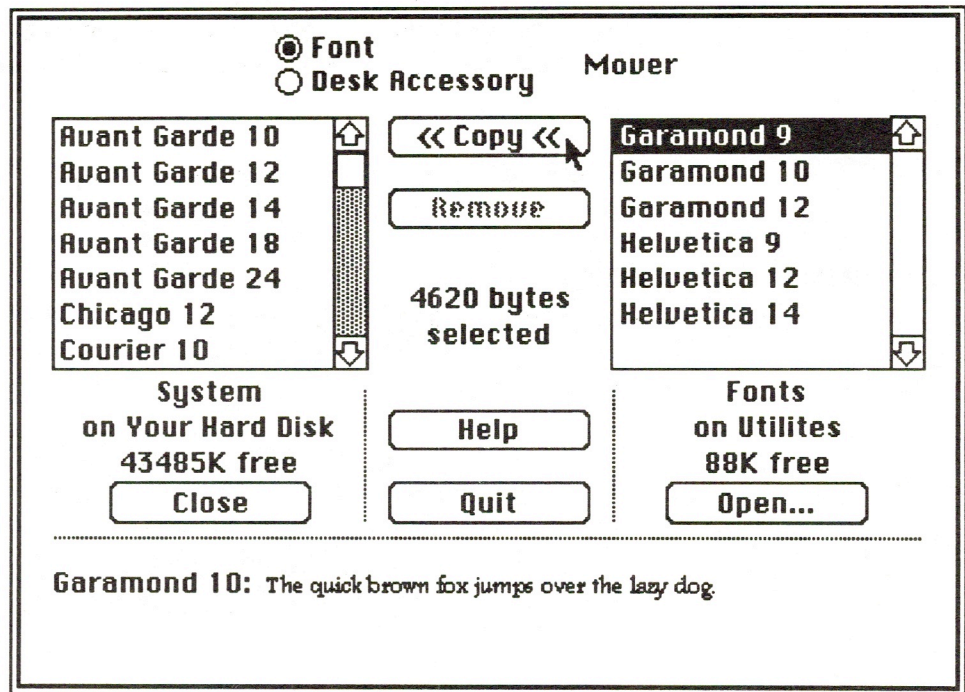 Font
Desk Accessory
Mover
Avant Garde 10
Avant Garde 12
Avant Garde 14
Avant Garde 18
Avant Garde 24
Chicago 12
Courier 10
« Copy «
Remove
4620 bytes
selected
Garamond 9
Garamond 10
Garamond 12
Helvetica 9
Helvetica 12
Helvetica 14
System
on Your Hard Disk
43485K free
Close
Help
Quit
Fonts
on Utilites
88K free
Open...
Garamond 10: The quick brown fox jumps over the lazy dog.